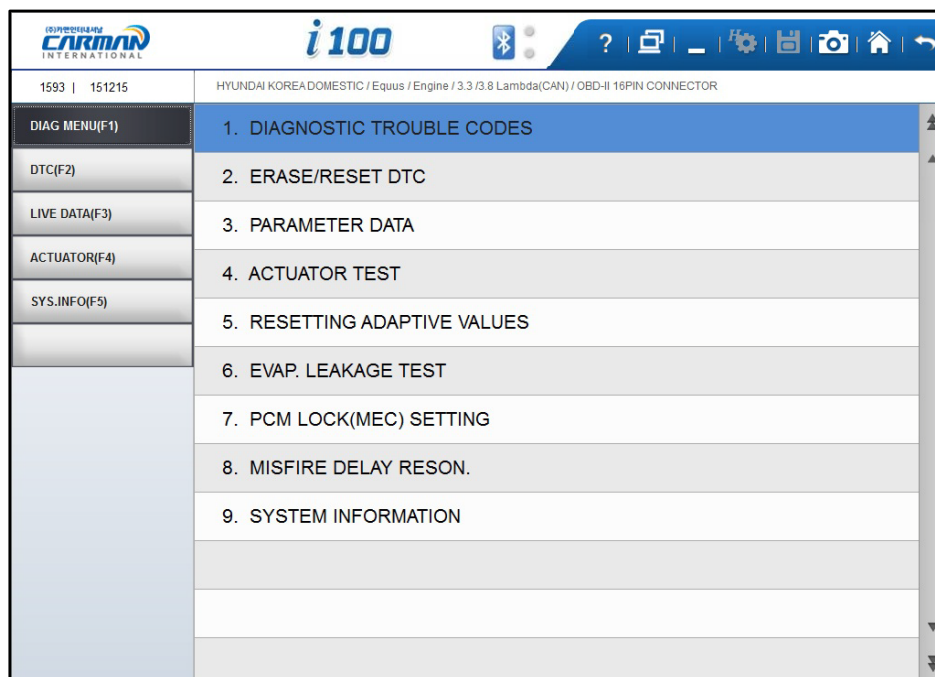 (주)카맨인터내셔날
CARMAN
INTERNATIONAL
i 100
?
1593 | 151215
HYUNDAI KOREA DOMESTIC / Equus / Engine / 3.3 /3.8 Lambda(CAN) / OBD-II 16PIN CONNECTOR
DIAG MENU(F1)
DTC(F2)
LIVE DATA(F3)
ACTUATOR(F4)
SYS.INFO(F5)
1. DIAGNOSTIC TROUBLE CODES
2. ERASE/RESET DTC
3. PARAMETER DATA
4. ACTUATOR TEST
5. RESETTING ADAPTIVE VALUES
6. EVAP. LEAKAGE TEST
7. PCM LOCK(MEC) SETTING
8. MISFIRE DELAY RESON.
9. SYSTEM INFORMATION